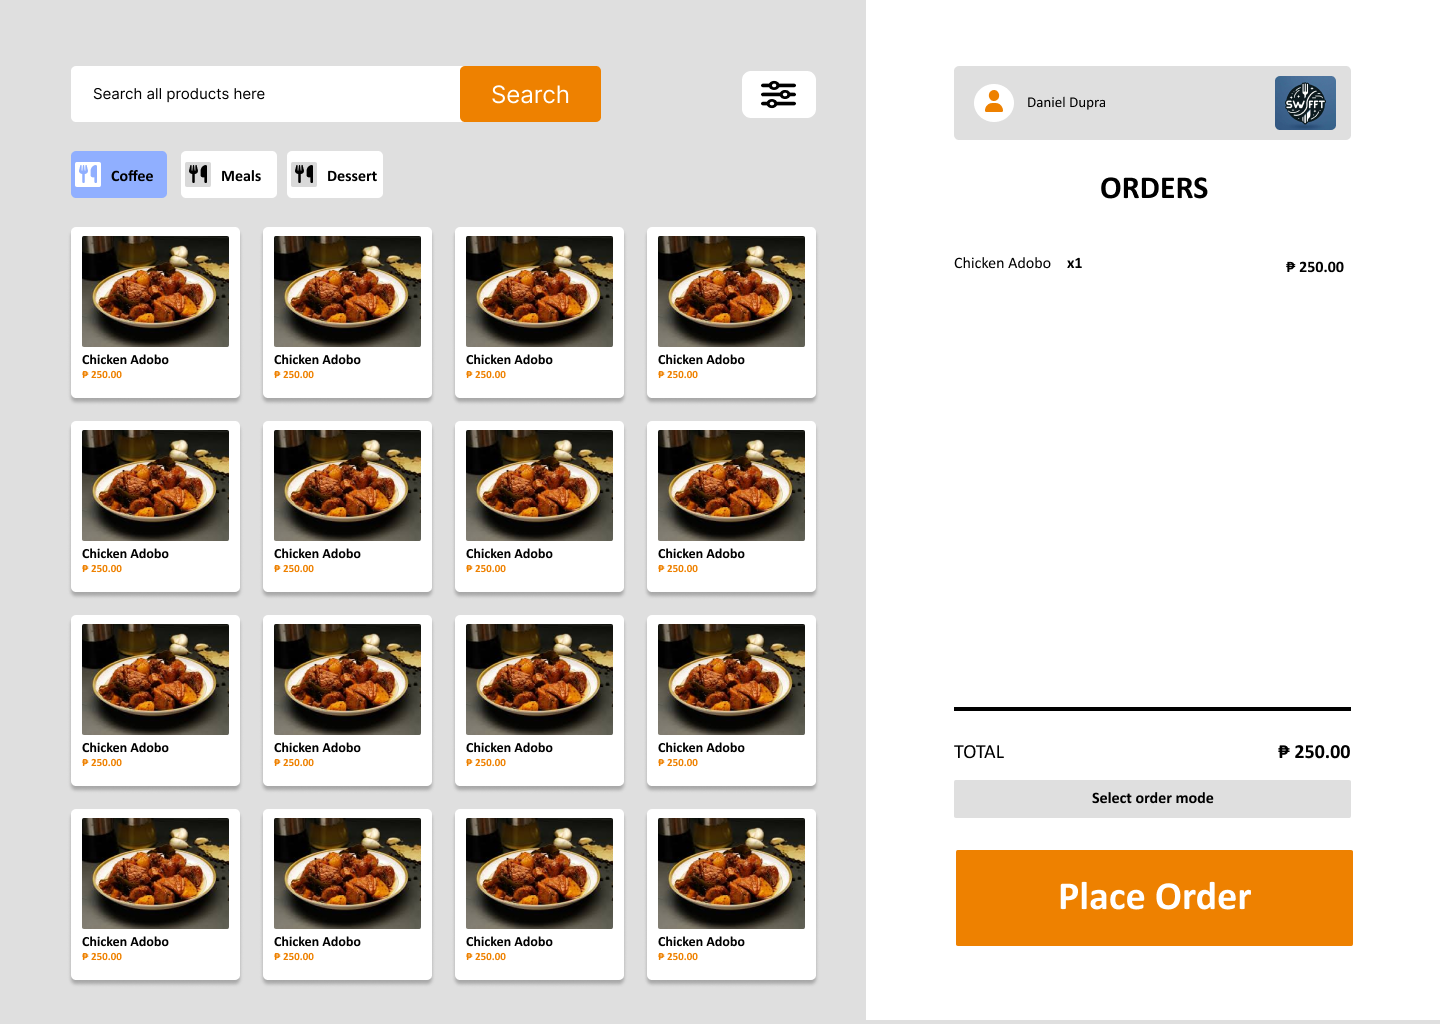 Search all products here
Search
Coffee
Meals
Dessert
Chicken Adobo
₱ 250.00
Chicken Adobo
₱ 250.00
Chicken Adobo
₱ 250.00
Chicken Adobo
₱ 250.00
Chicken Adobo
₱ 250.00
Chicken Adobo
₱ 250.00
Chicken Adobo
₱ 250.00
Chicken Adobo
₱ 250.00
Chicken Adobo
₱ 250.00
Chicken Adobo
₱ 250.00
Chicken Adobo
₱ 250.00
Chicken Adobo
₱ 250.00
Chicken Adobo
₱ 250.00
Chicken Adobo
₱ 250.00
Chicken Adobo
₱ 250.00
Chicken Adobo
₱ 250.00
Daniel Dupra
SWIFFT
ORDERS
Chicken Adobo x1 ₱ 250.00
TOTAL ₱ 250.00
Select order mode
Place Order